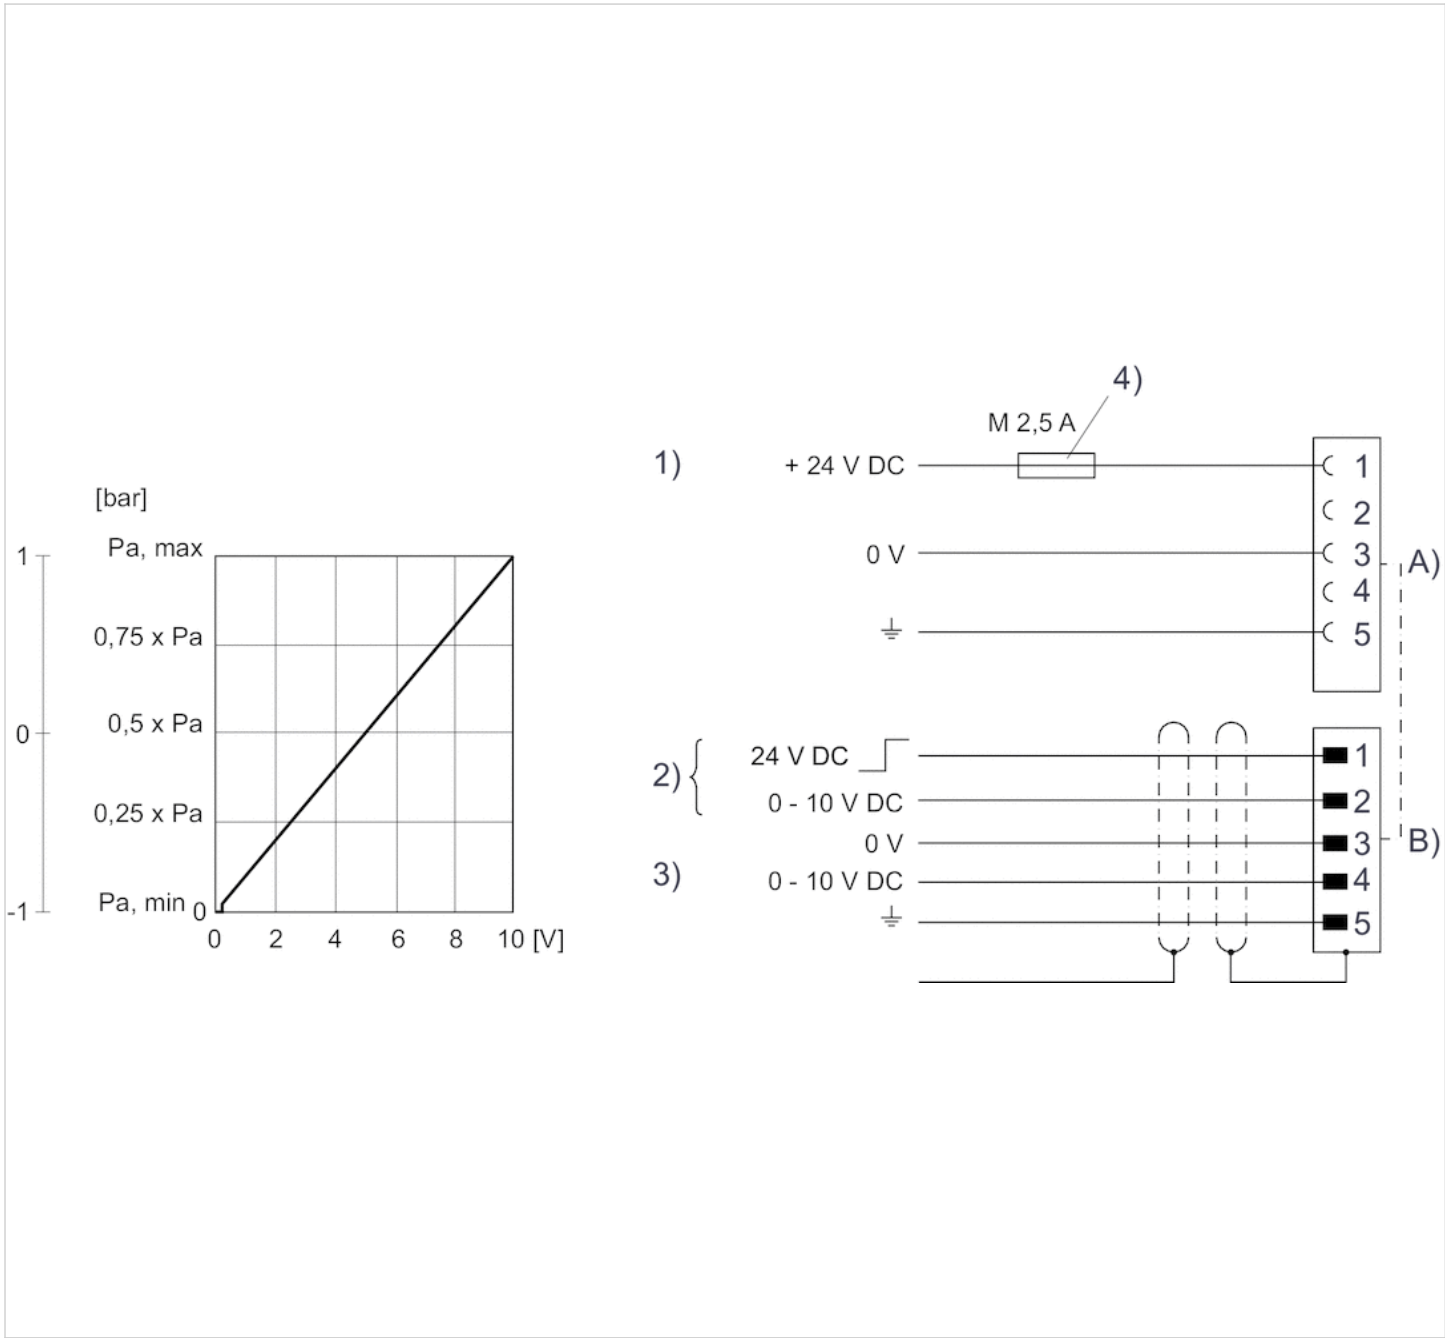 [bar]
1
0
-1
Pa, max
0,75 x Pa
0,5 x Pa
0,25 x Pa
Pa, min 0
0 2 4 6 8 10 [V]
4)
M 2,5 A
1) + 24 V DC 1
2
0 V 3
A)
4
5
2) 24 V DC 1
0 - 10 V DC 2
0 V 3
B)
3) 0 - 10 V DC 4
5